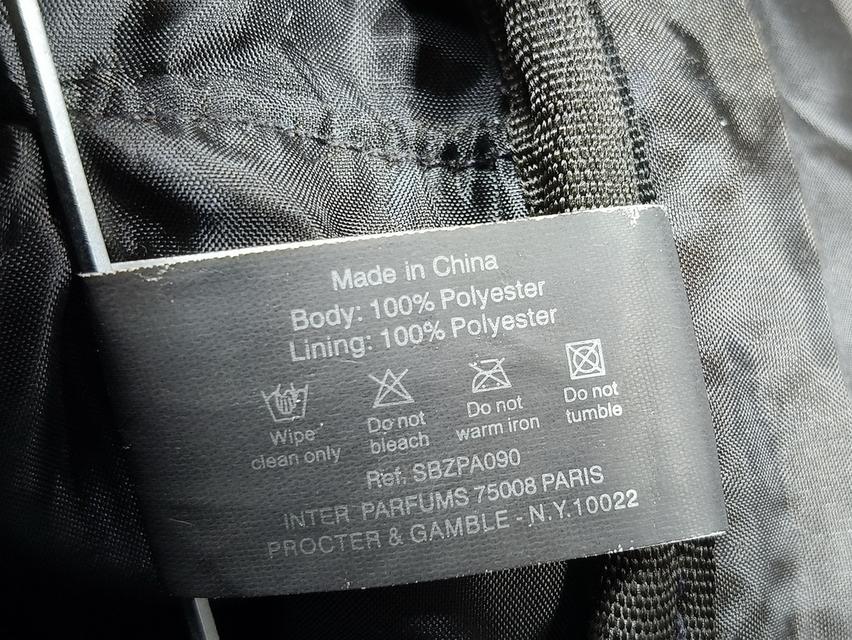 Made in China
Body: 100% Polyester
Lining: 100% Polyester
Wipe clean only
Do not bleach
Do not warm iron
Do not tumble
Ref. SBZPA090
INTER PARFUMS 75008 PARIS
PROCTER & GAMBLE - N.Y.10022